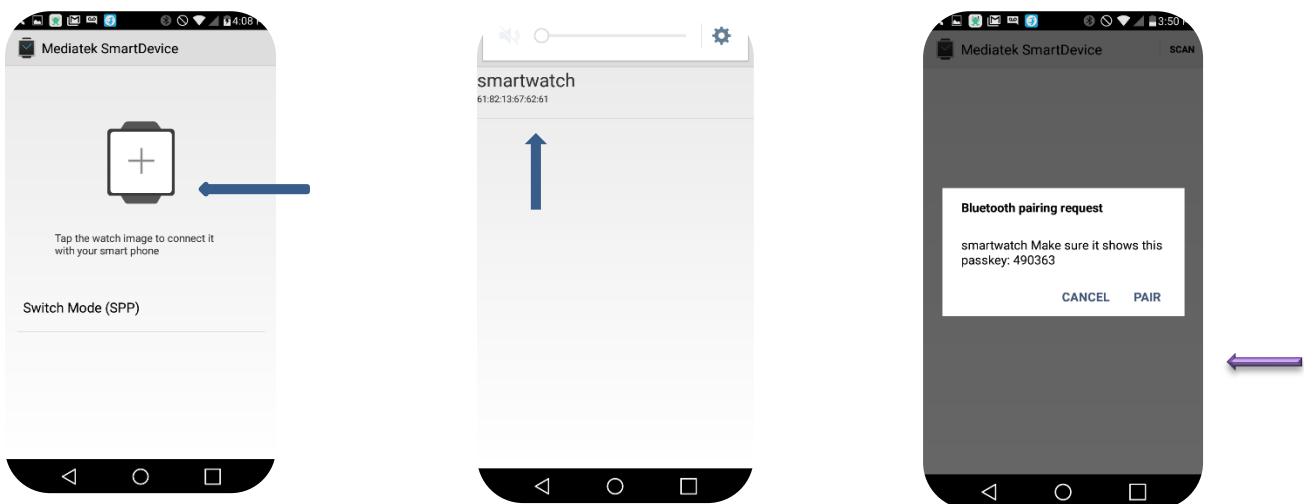 4:08
Mediatek SmartDevice
Tap the watch image to connect it
with your smart phone
Switch Mode (SPP)
smartwatch
61:82:13:67:62:61
3:50
Mediatek SmartDevice
SCAN
Bluetooth pairing request
smartwatch Make sure it shows this
passkey: 490363
CANCEL PAIR